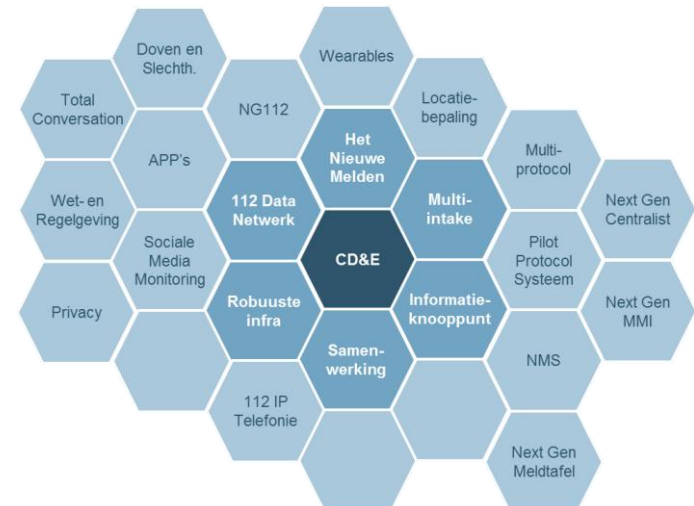 Doven en
Slechth.
Wearables
Total
Conversation
NG112
Locatie-
bepaling
APP's
Het
Nieuwe
Melden
Multi-
protocol
Wet- en
Regelgeving
112 Data
Netwerk
Multi-
intake
Next Gen
Centralist
Sociale
Media
Monitoring
CD&E
Pilot
Protocol
Systeem
Privacy
Robuuste
infra
Informatie-
knooppunt
Next Gen
MMI
Samen-
werking
NMS
112 IP
Telefonie
Next Gen
Meldtafel